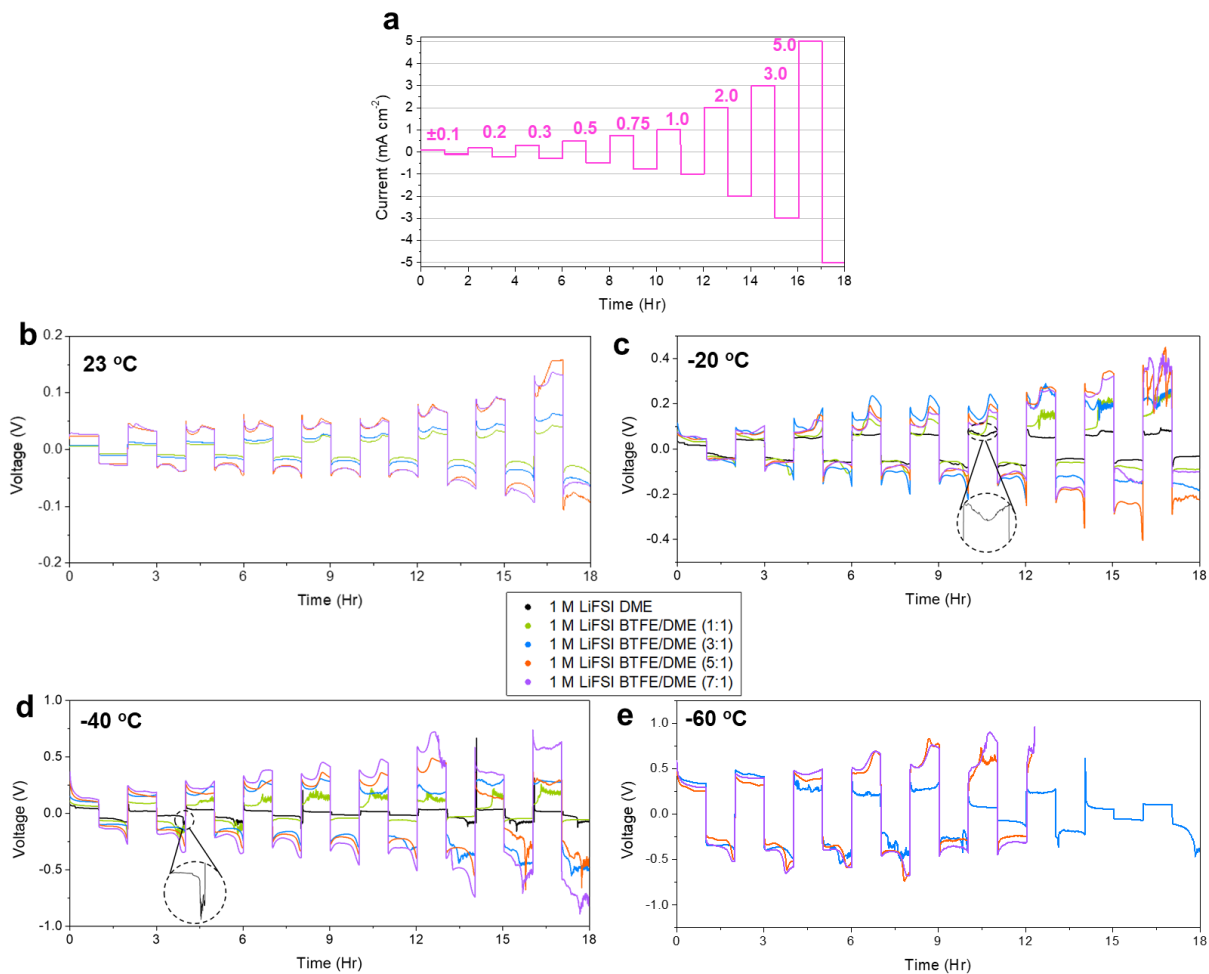 a
Current (mA cm⁻²)
5
4
3
2
1
0
-1
-2
-3
-4
-5
±0.1
0.2
0.3
0.5
0.75
1.0
2.0
3.0
5.0
0 2 4 6 8 10 12 14 16 18
Time (Hr)
b
23 ºC
Voltage (V)
0.2
0.1
0.0
-0.1
-0.2
0 3 6 9 12 15 18
Time (Hr)
c
-20 ºC
Voltage (V)
0.4
0.2
0.0
-0.2
-0.4
0 3 6 9 12 15 18
Time (Hr)
1 M LiFSI DME
1 M LiFSI BTFE/DME (1:1)
1 M LiFSI BTFE/DME (3:1)
1 M LiFSI BTFE/DME (5:1)
1 M LiFSI BTFE/DME (7:1)
d
-40 ºC
Voltage (V)
1.0
0.5
0.0
-0.5
-1.0
0 3 6 9 12 15 18
Time (Hr)
e
-60 ºC
Voltage (V)
1.0
0.5
0.0
-0.5
-1.0
0 3 6 9 12 15 18
Time (Hr)